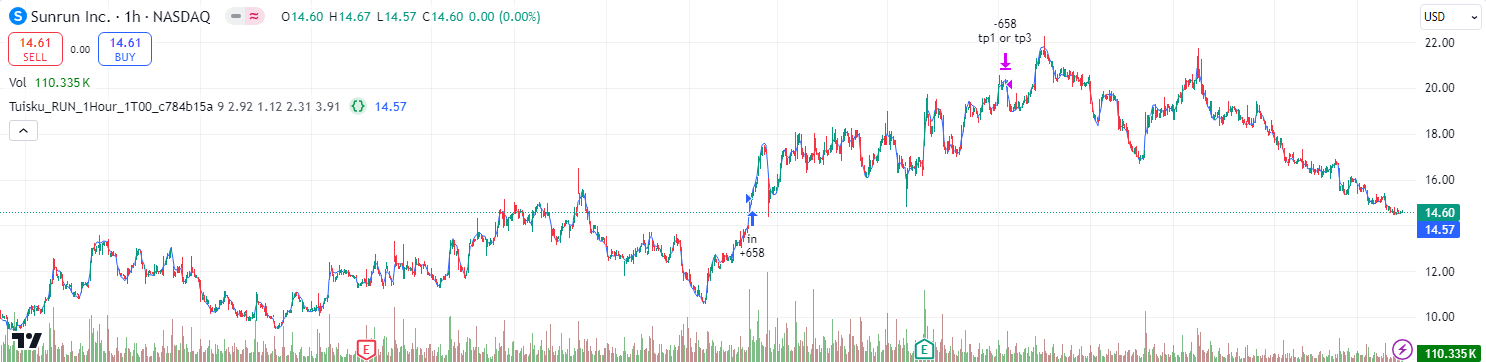 S Sunrun Inc. · 1h · NASDAQ O14.60 H14.67 L14.57 C14.60 0.00 (0.00%)
USD
14.61 0.00 14.61
SELL BUY
Vol 110.335 K
Tuisku_RUN_1Hour_1T00_c784b15a 9 2.92 1.12 2.31 3.91 {} 14.57
-658
tp1 or tp3
in
+658
22.00
20.00
18.00
16.00
14.60
14.57
12.00
10.00
110.335K
E
E